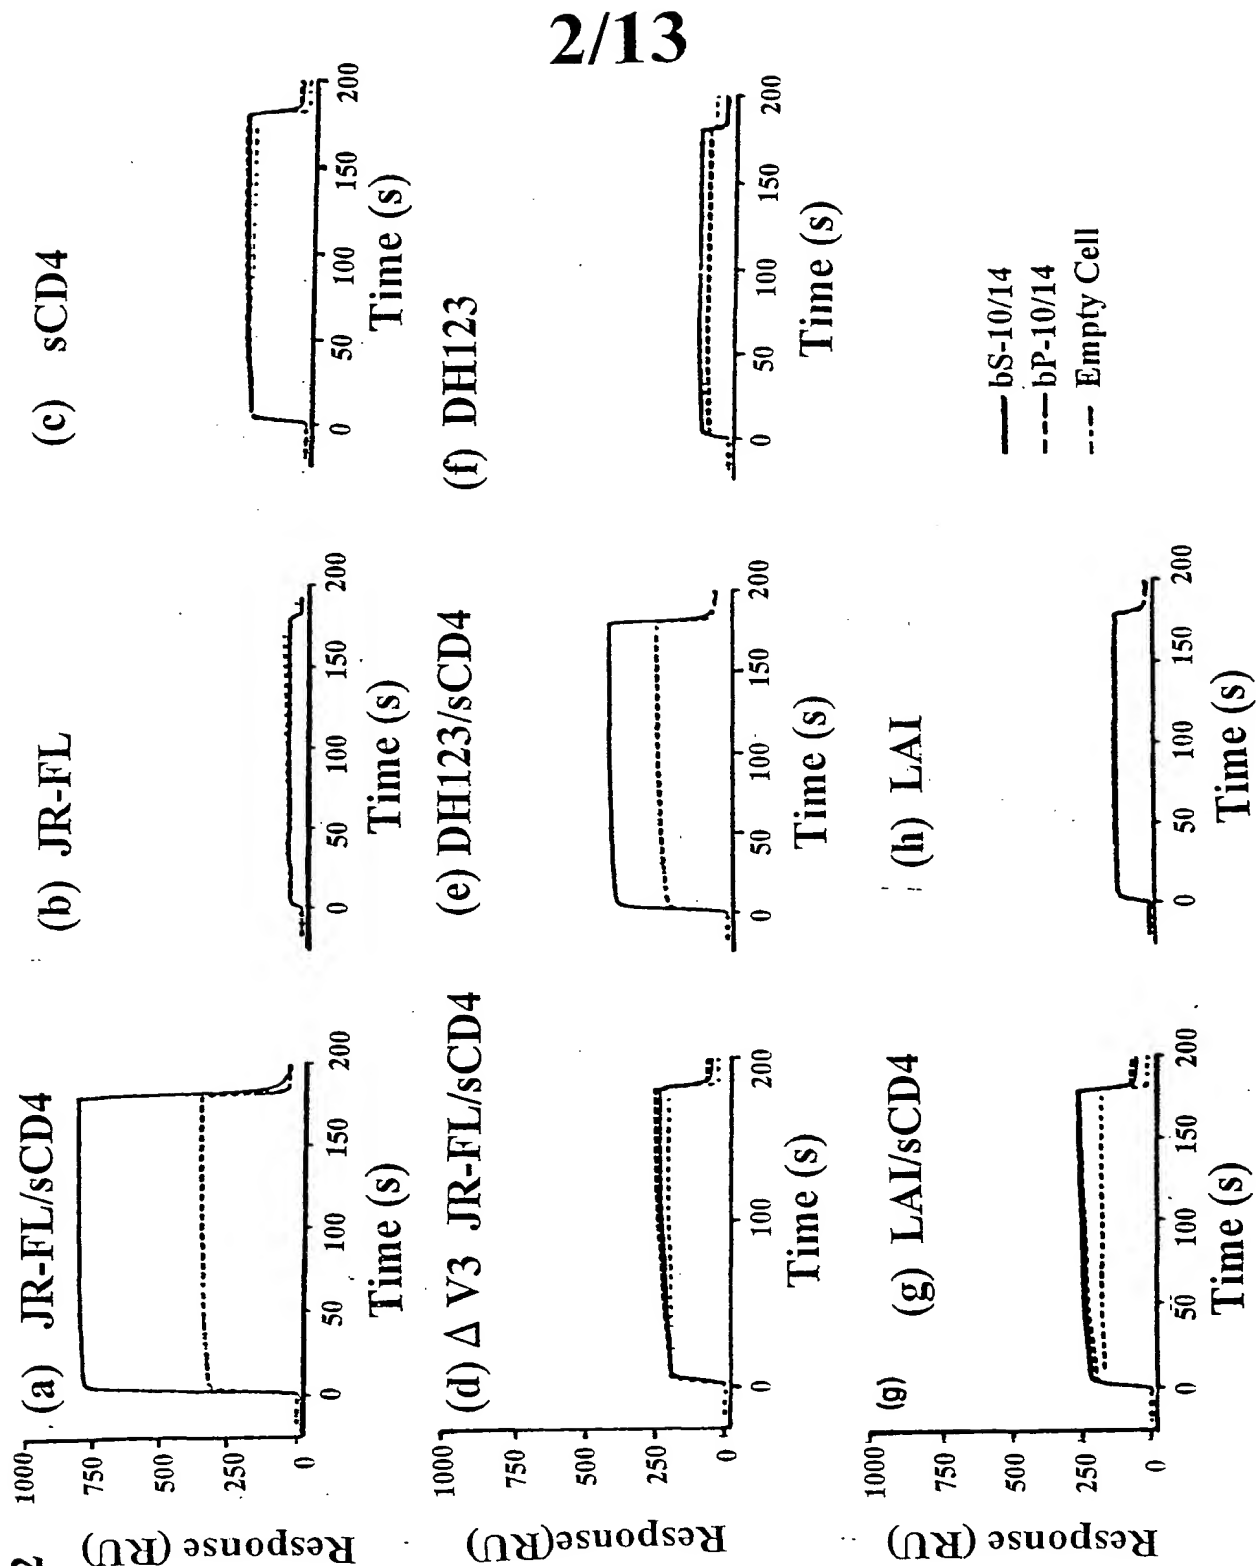 2/13
2
(a) JR-FL/sCD4
(b) JR-FL
(c) sCD4
Response (RU)
1000
750
500
250
0
0 50 100 150 200
Time (s)
0 50 100 150 200
Time (s)
0 50 100 150 200
Time (s)
(d) Δ V3 JR-FL/sCD4
(e) DH123/sCD4
(f) DH123
Response(RU)
1000
750
500
250
0
0 100 200
Time (s)
0 50 100 150 200
Time (s)
0 50 100 150 200
Time (s)
(g)
(g) LAI/sCD4
(h) LAI
Response (RU)
1000
750
500
250
0
0 50 100 150 200
Time (s)
0 50 100 150 200
Time (s)
bS-10/14
bP-10/14
Empty Cell